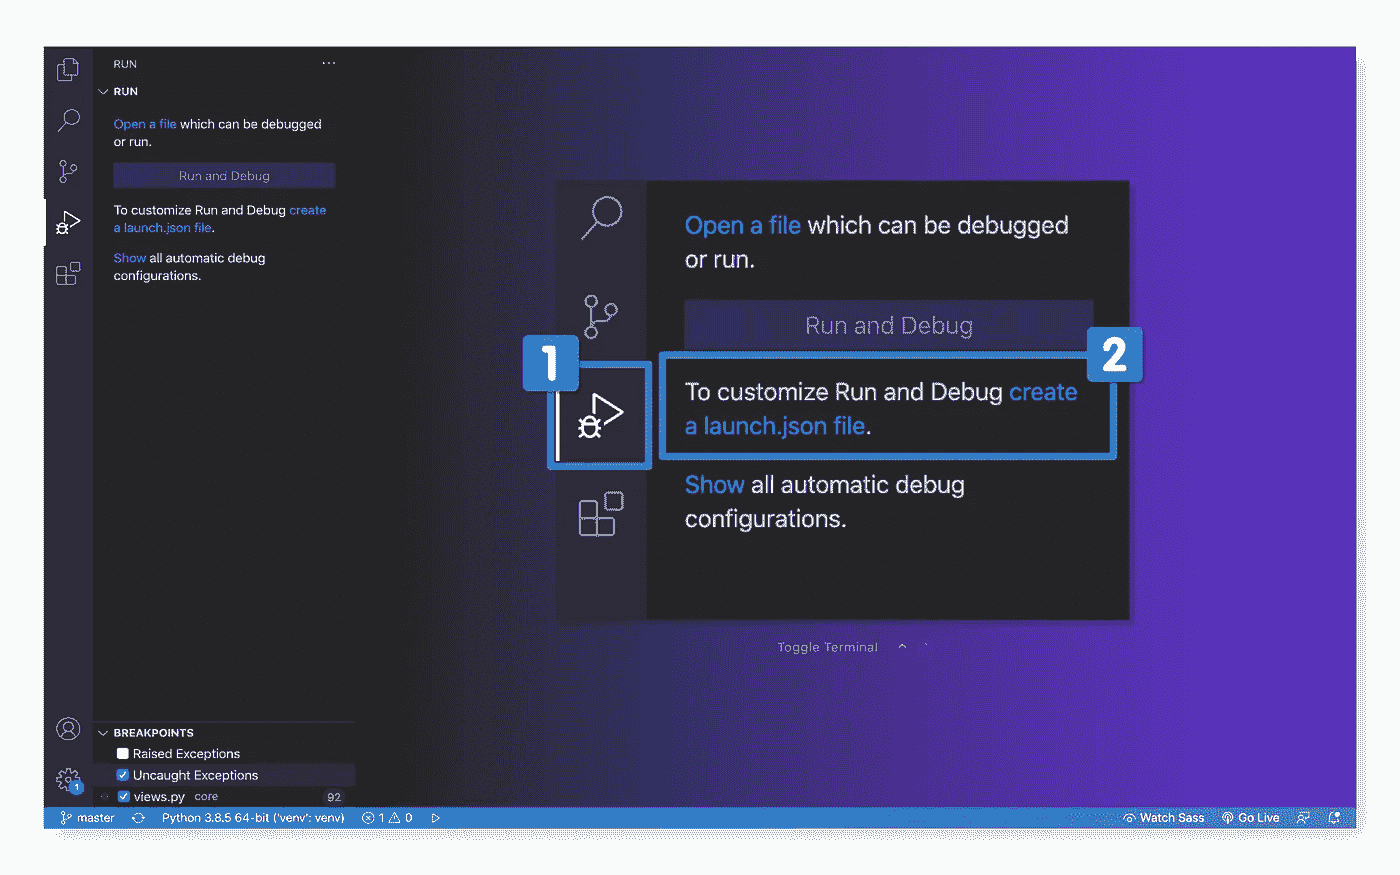 RUN
RUN
Open a file which can be debugged
or run.
Run and Debug
To customize Run and Debug create
a launch.json file.
Show all automatic debug
configurations.
Open a file which can be debugged
or run.
Run and Debug
1
2
To customize Run and Debug create
a launch.json file.
Show all automatic debug
configurations.
Toggle Terminal ^ `
BREAKPOINTS
Raised Exceptions
Uncaught Exceptions
views.py core 92
1
master Python 3.8.5 64-bit ('venv': venv) 1 0 Watch Sass Go Live